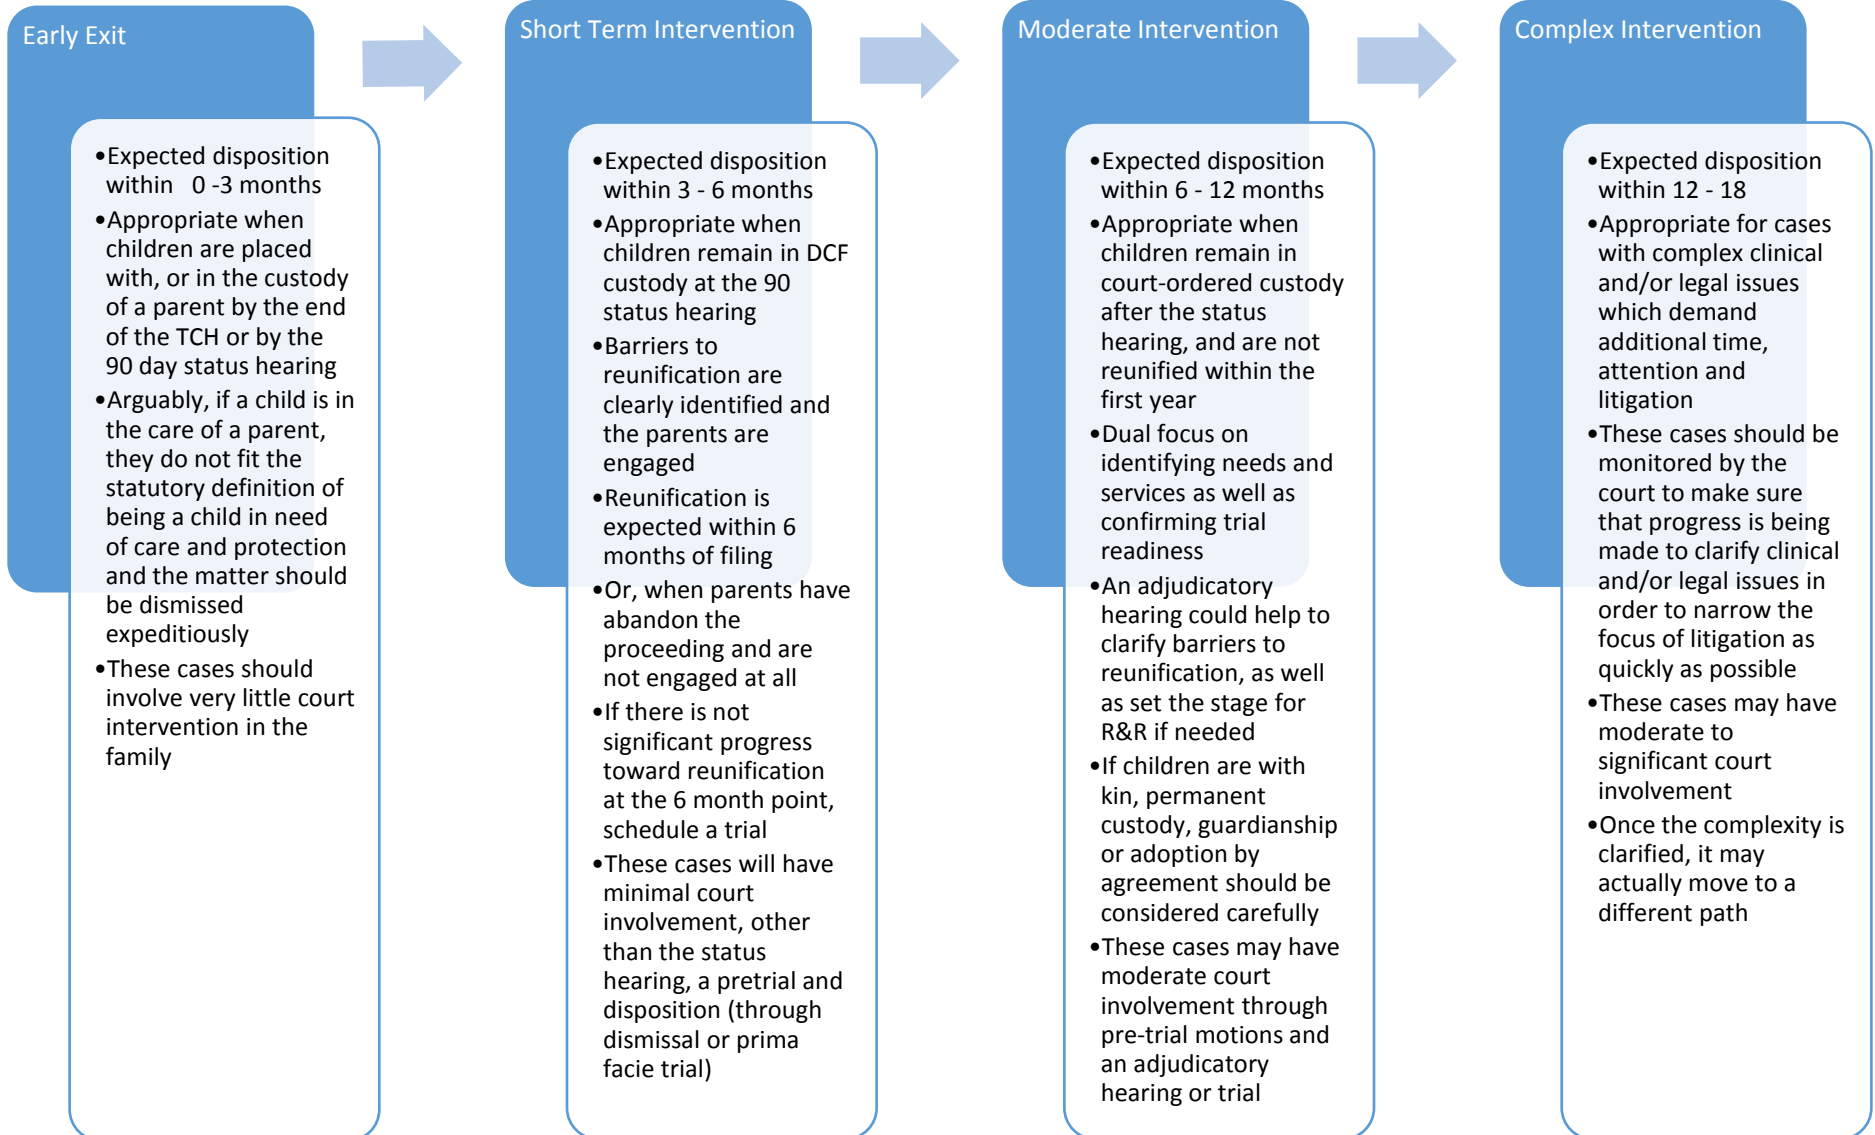 Early Exit
•Expected disposition
within 0 -3 months
•Appropriate when
children are placed
with, or in the custody
of a parent by the end
of the TCH or by the
90 day status hearing
•Arguably, if a child is in
the care of a parent,
they do not fit the
statutory definition of
being a child in need
of care and protection
and the matter should
be dismissed
expeditiously
•These cases should
involve very little court
intervention in the
family
Short Term Intervention
•Expected disposition
within 3 - 6 months
•Appropriate when
children remain in DCF
custody at the 90
status hearing
•Barriers to
reunification are
clearly identified and
the parents are
engaged
•Reunification is
expected within 6
months of filing
•Or, when parents have
abandon the
proceeding and are
not engaged at all
•If there is not
significant progress
toward reunification
at the 6 month point,
schedule a trial
•These cases will have
minimal court
involvement, other
than the status
hearing, a pretrial and
disposition (through
dismissal or prima
facie trial)
Moderate Intervention
•Expected disposition
within 6 - 12 months
•Appropriate when
children remain in
court-ordered custody
after the status
hearing, and are not
reunified within the
first year
•Dual focus on
identifying needs and
services as well as
confirming trial
readiness
•An adjudicatory
hearing could help to
clarify barriers to
reunification, as well
as set the stage for
R&R if needed
•If children are with
kin, permanent
custody, guardianship
or adoption by
agreement should be
considered carefully
•These cases may have
moderate court
involvement through
pre-trial motions and
an adjudicatory
hearing or trial
Complex Intervention
•Expected disposition
within 12 - 18
•Appropriate for cases
with complex clinical
and/or legal issues
which demand
additional time,
attention and
litigation
•These cases should be
monitored by the
court to make sure
that progress is being
made to clarify clinical
and/or legal issues in
order to narrow the
focus of litigation as
quickly as possible
•These cases may have
moderate to
significant court
involvement
•Once the complexity is
clarified, it may
actually move to a
different path